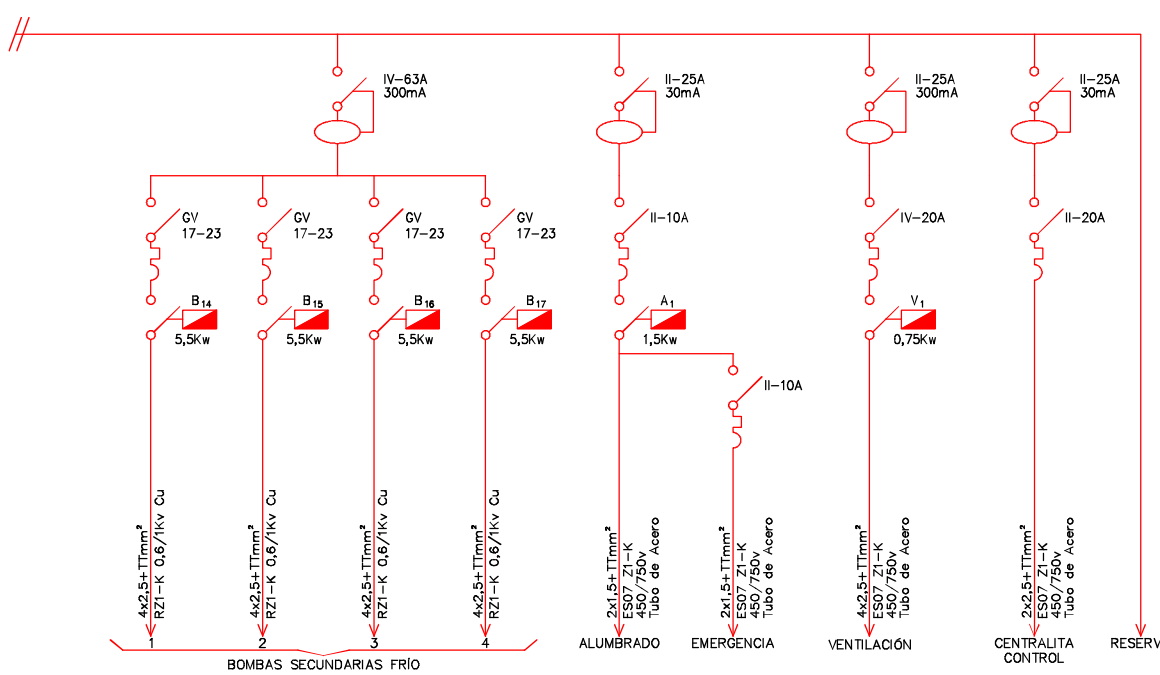 IV-63A
300mA
II-25A
30mA
II-25A
300mA
II-25A
30mA
GV
17-23
GV
17-23
GV
17-23
GV
17-23
II-10A
IV-20A
II-20A
B14
5,5Kw
B15
5,5Kw
B16
5,5Kw
B17
5,5Kw
A1
1,5Kw
V1
0,75Kw
II-10A
4x2,5+TTmm²
RZ1-K 0,6/1Kv Cu
4x2,5+TTmm²
RZ1-K 0,6/1Kv Cu
4x2,5+TTmm²
RZ1-K 0,6/1Kv Cu
4x2,5+TTmm²
RZ1-K 0,6/1Kv Cu
2x1,5+TTmm²
ES07 Z1-K
450/750v
Tubo de Acero
2x1,5+TTmm²
ES07 Z1-K
450/750v
Tubo de Acero
4x2,5+TTmm²
ES07 Z1-K
450/750v
Tubo de Acero
2x2,5+TTmm²
ES07 Z1-K
450/750v
Tubo de Acero
1
2
3
4
BOMBAS SECUNDARIAS FRÍO
ALUMBRADO
EMERGENCIA
VENTILACIÓN
CENTRALITA
CONTROL
RESERV